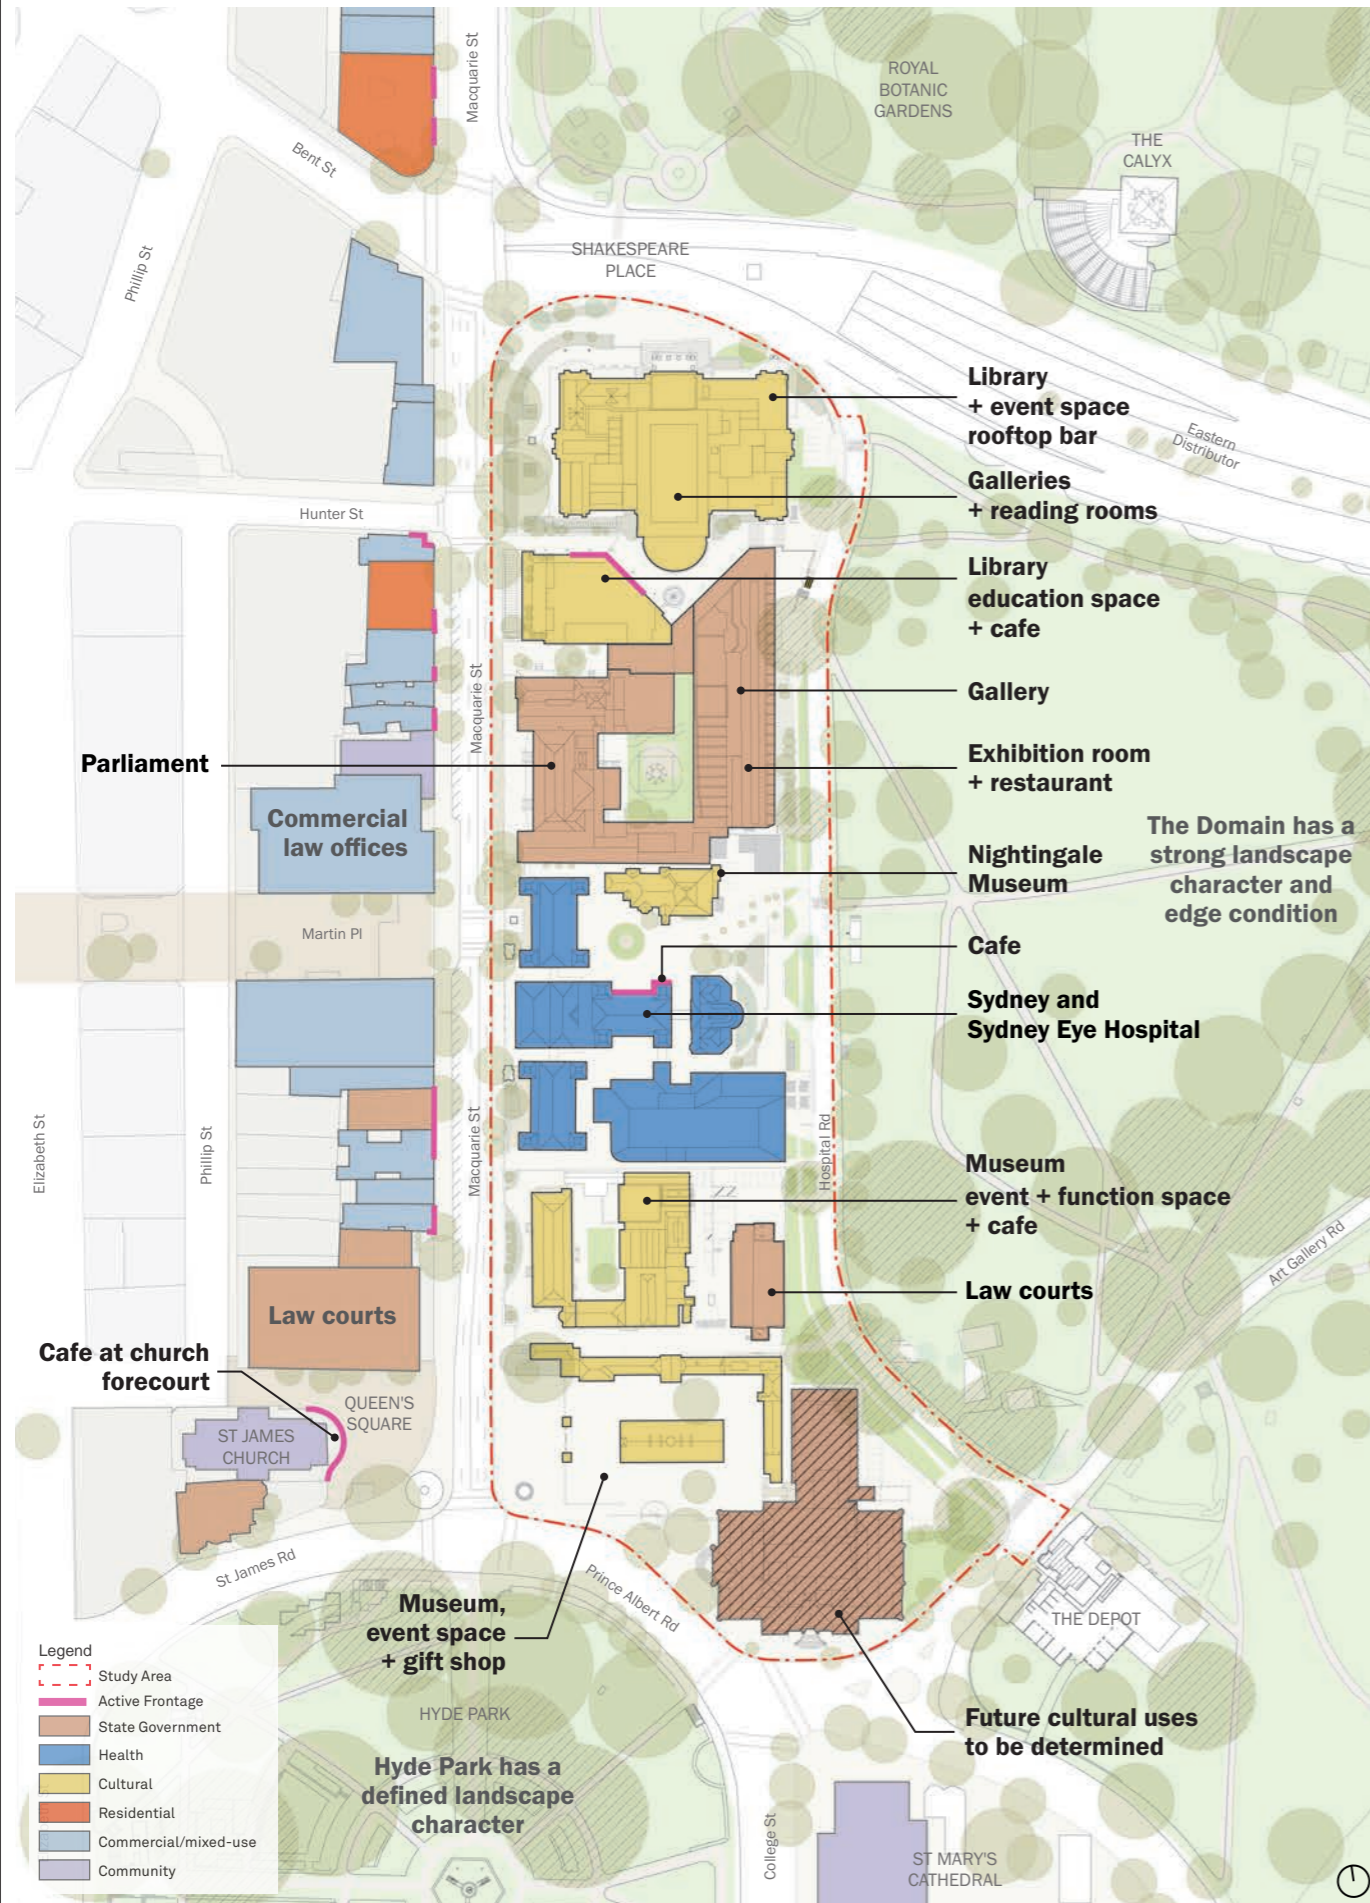 Macquarie St
ROYAL
BOTANIC
GARDENS
THE
CALYX
Bent St
Phillip St
SHAKESPEARE
PLACE
Library
+ event space
rooftop bar
Eastern
Distributor
Galleries
+ reading rooms
Hunter St
Library
education space
+ cafe
Macquarie St
Gallery
Parliament
Exhibition room
+ restaurant
Commercial
law offices
The Domain has a
strong landscape
character and
edge condition
Nightingale
Museum
Martin Pl
Cafe
Sydney and
Sydney Eye Hospital
Elizabeth St
Phillip St
Macquarie St
Hospital Rd
Museum
event + function space
+ cafe
Art Gallery Rd
Law courts
Law courts
Cafe at church
forecourt
QUEEN'S
SQUARE
ST JAMES
CHURCH
St James Rd
Prince Albert Rd
Museum,
event space
+ gift shop
THE DEPOT
HYDE PARK
Hyde Park has a
defined landscape
character
Future cultural uses
to be determined
College St
ST MARY'S
CATHEDRAL
Legend
Study Area
Active Frontage
State Government
Health
Cultural
Residential
Commercial/mixed-use
Community